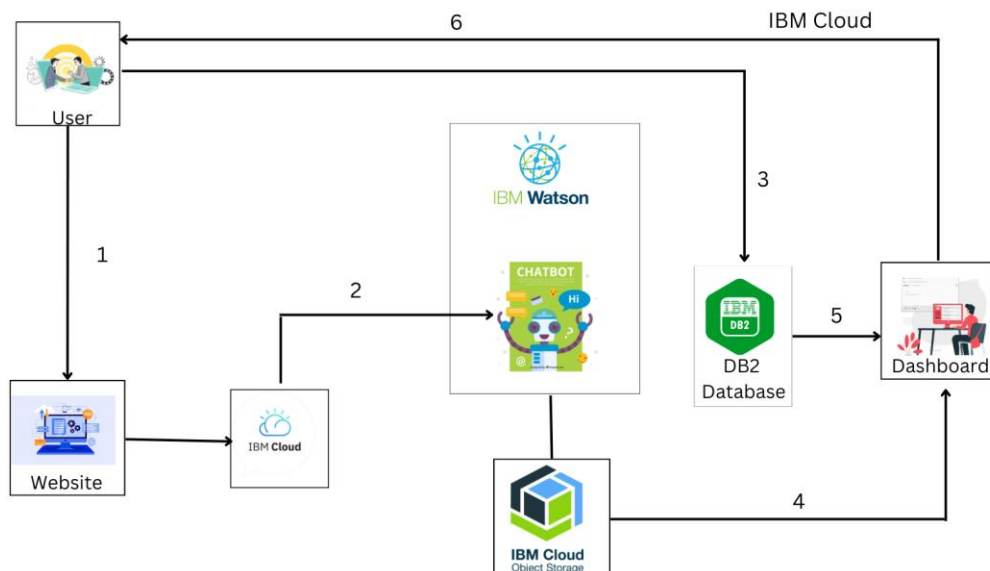 6
IBM Cloud
User
IBM Watson
3
1
CHATBOT
Hi
2
IBM
DB2
5
DB2
Database
Dashboard
IBM Cloud
Website
4
IBM Cloud
Object Storage